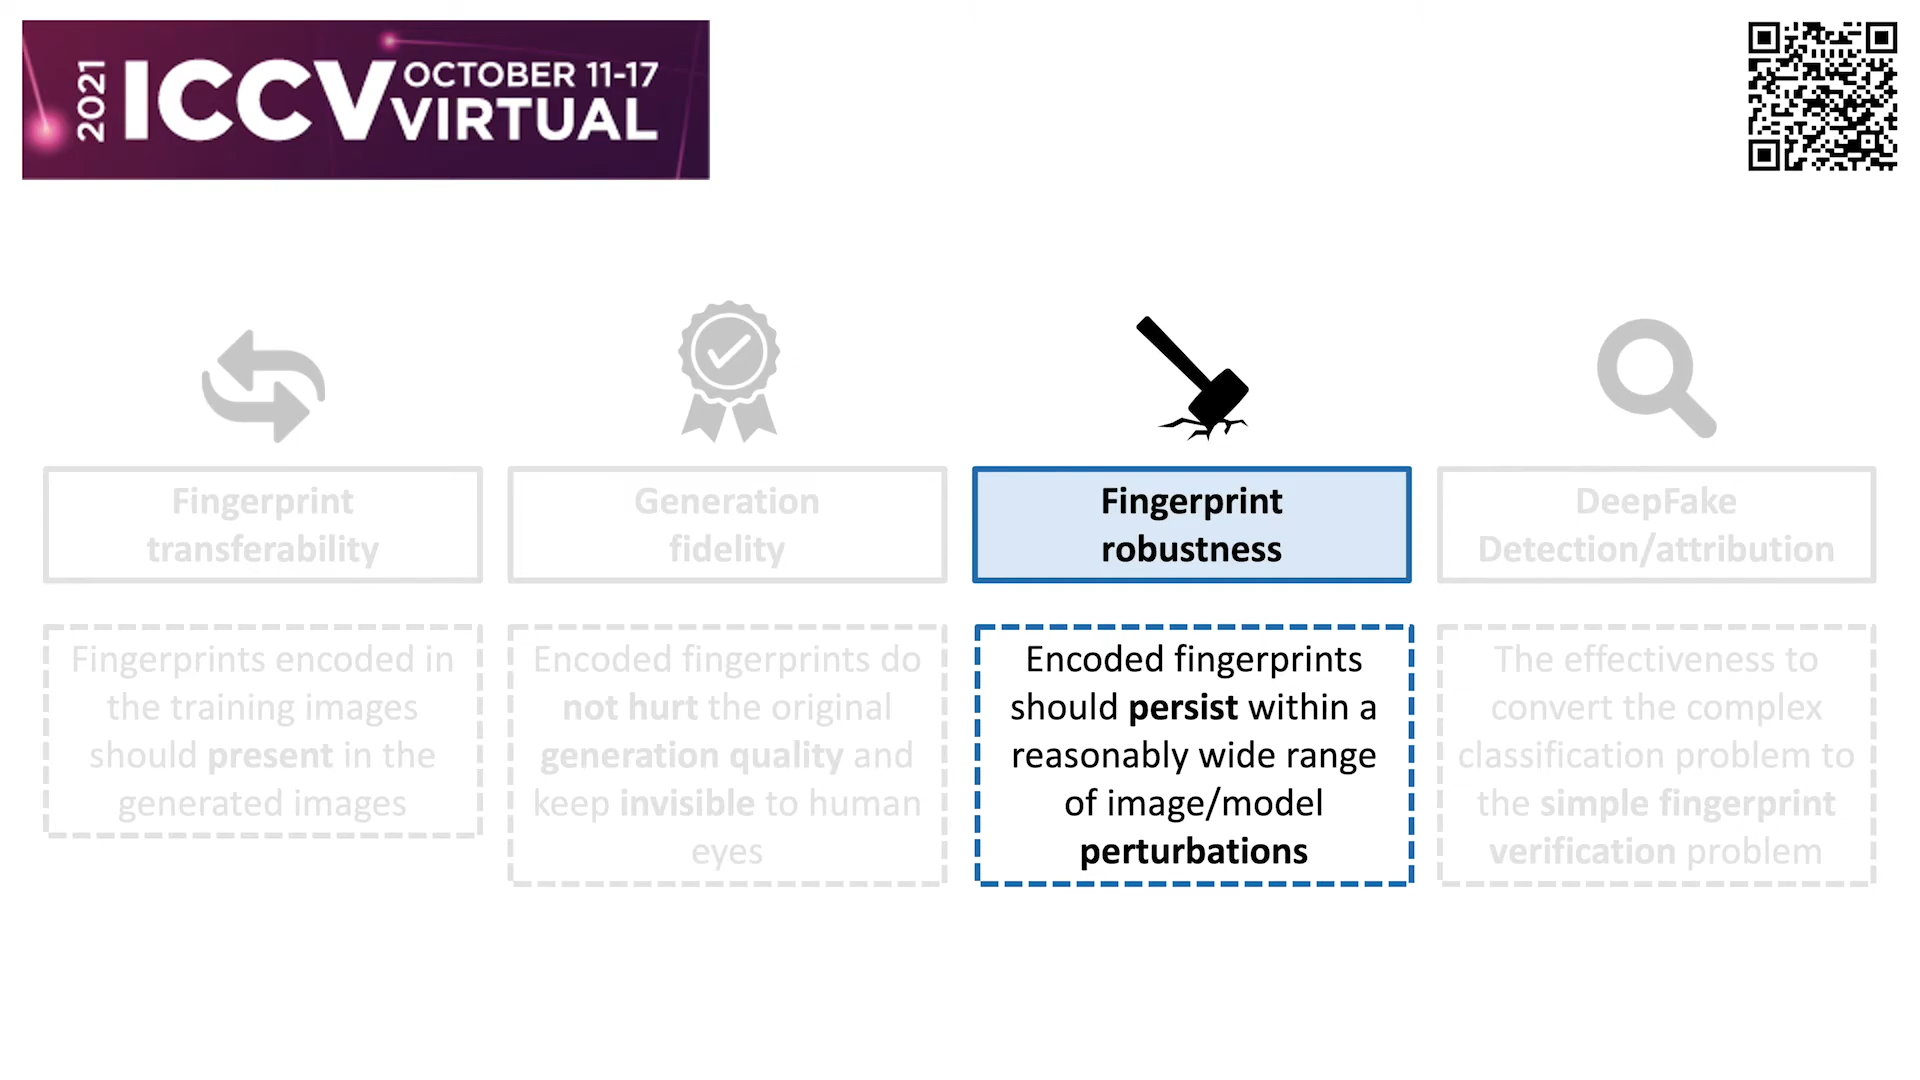 2021
ICCV
OCTOBER 11-17
VIRTUAL
Fingerprint
transferability
Fingerprints encoded in
the training images
should present in the
generated images
Generation
fidelity
Encoded fingerprints do
not hurt the original
generation quality and
keep invisible to human
eyes
Fingerprint
robustness
Encoded fingerprints
should persist within a
reasonably wide range
of image/model
perturbations
DeepFake
Detection/attribution
The effectiveness to
convert the complex
classification problem to
the simple fingerprint
verification problem